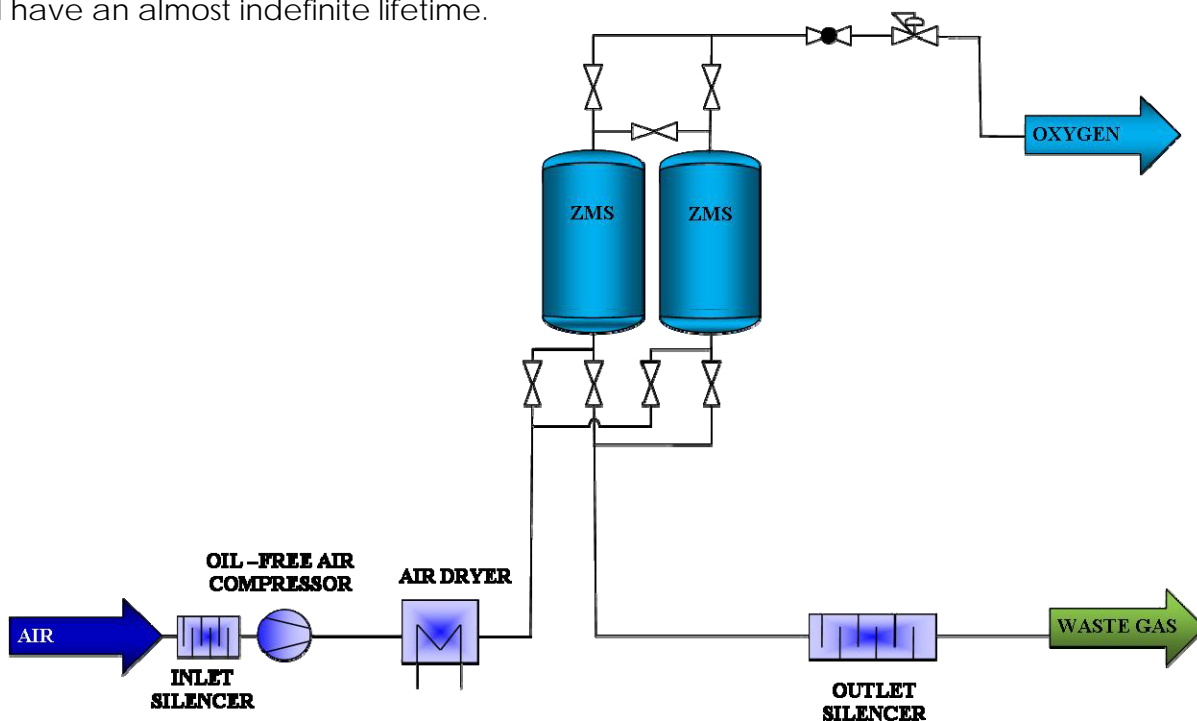 have an almost indefinite lifetime.
OXYGEN
ZMS
ZMS
OIL –FREE AIR
COMPRESSOR
AIR DRYER
AIR
INLET
SILENCER
WASTE GAS
OUTLET
SILENCER